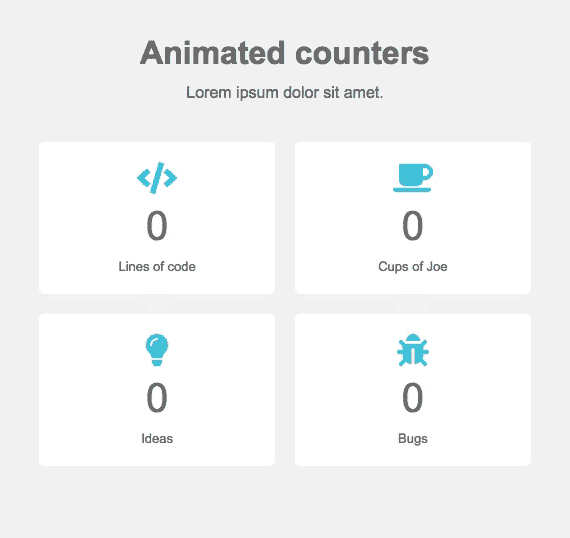 Animated counters
Lorem ipsum dolor sit amet.
0
Lines of code
0
Cups of Joe
0
Ideas
0
Bugs